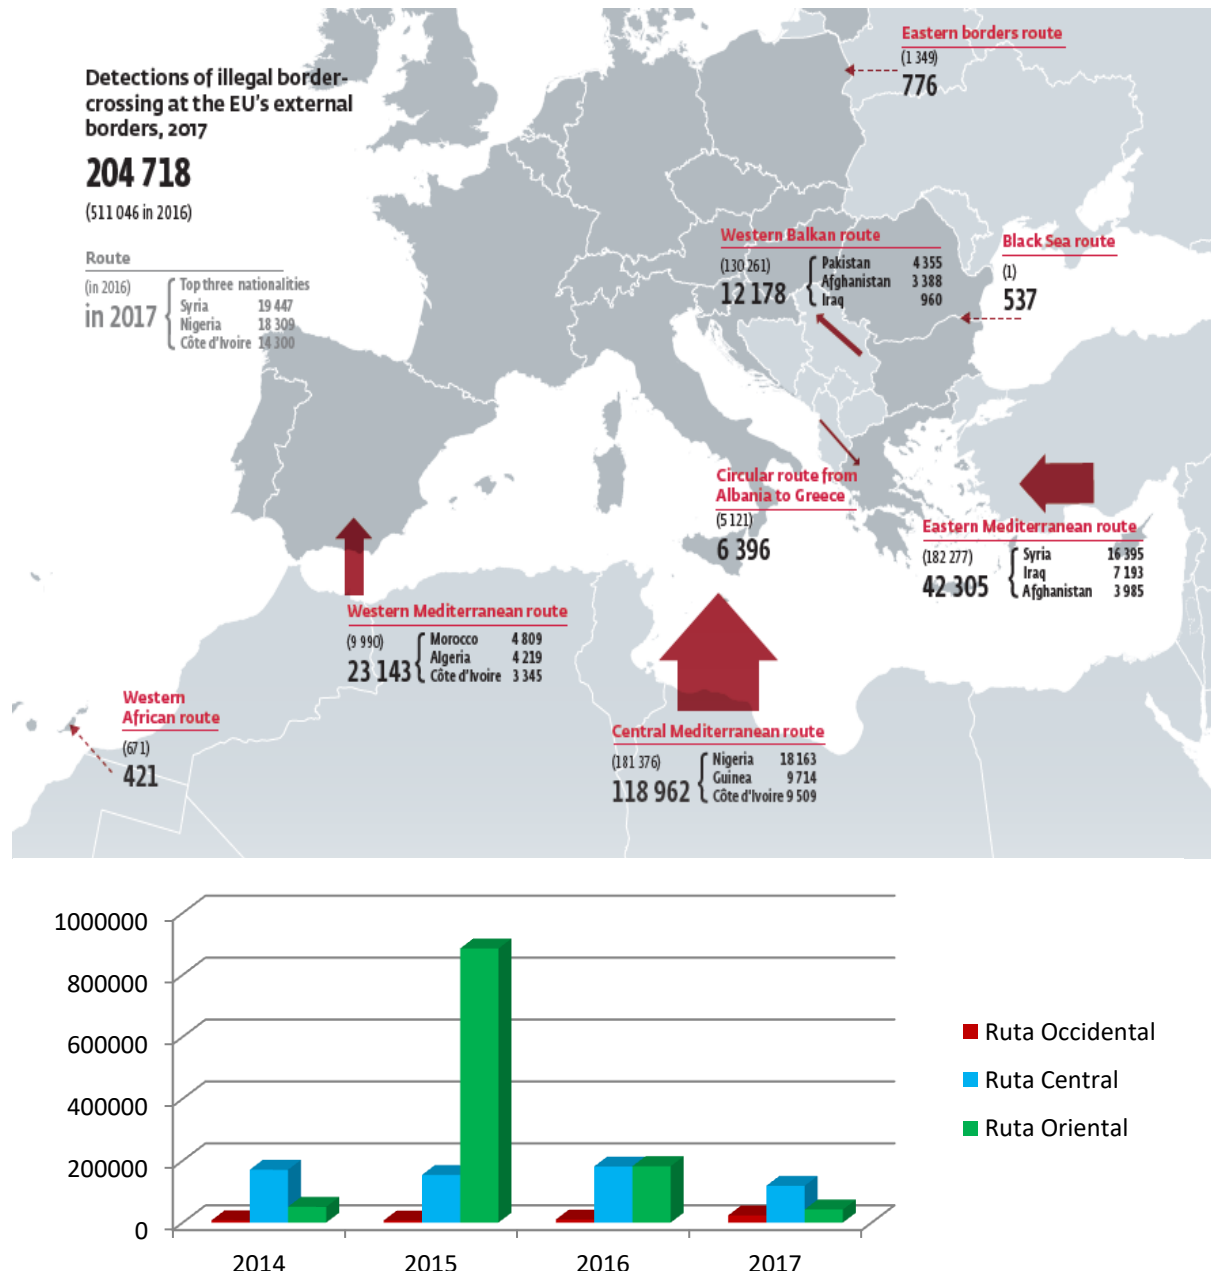 Detections of illegal border-
crossing at the EU's external
borders, 2017
204 718
(511 046 in 2016)
Route
(in 2016)
in 2017
Top three nationalities
Syria 19 447
Nigeria 18 309
Côte d'Ivoire 14 300
Eastern borders route
(1 349)
776
Western Balkan route
(130 261)
12 178
Pakistan 4 355
Afghanistan 3 388
Iraq 960
Black Sea route
(1)
537
Circular route from
Albania to Greece
(5 121)
6 396
Eastern Mediterranean route
(182 277)
42 305
Syria 16 395
Iraq 7 193
Afghanistan 3 985
Western Mediterranean route
(9 990)
23 143
Morocco 4 809
Algeria 4 219
Côte d'Ivoire 3 345
Western
African route
(671)
421
Central Mediterranean route
(181 376)
118 962
Nigeria 18 163
Guinea 9 714
Côte d'Ivoire 9 509
1000000
800000
600000
400000
200000
0
2014 2015 2016 2017
Ruta Occidental
Ruta Central
Ruta Oriental